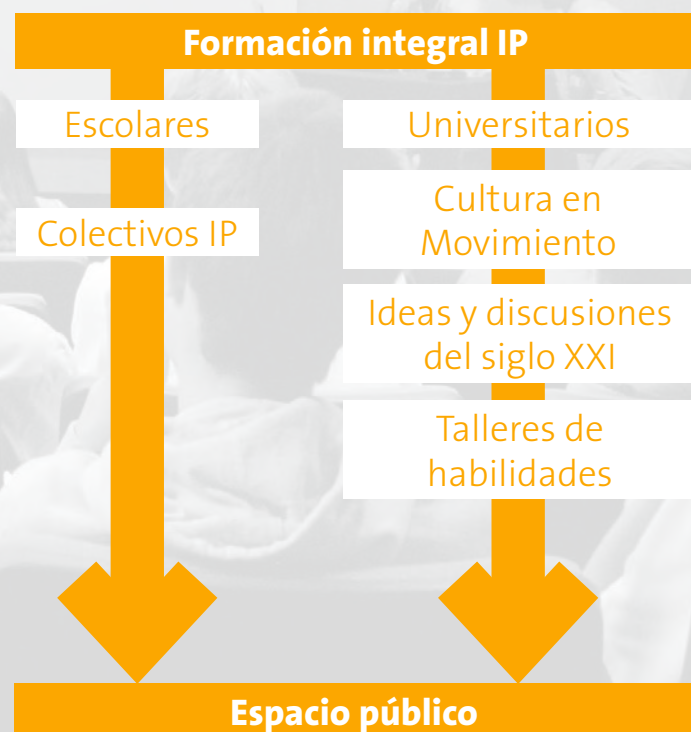 Formación integral IP
Escolares
Colectivos IP
Universitarios
Cultura en
Movimiento
Ideas y discusiones
del siglo XXI
Talleres de
habilidades
Espacio público